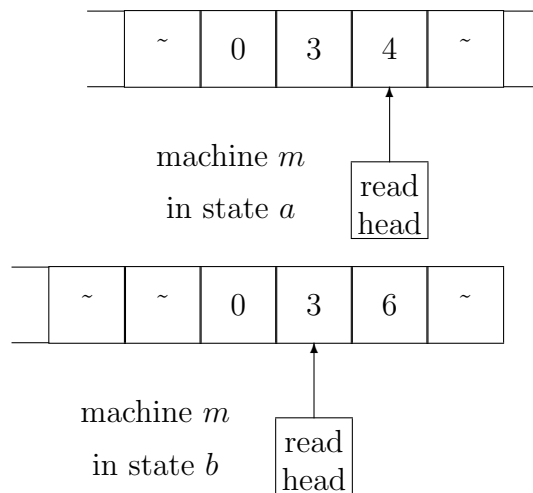 ~ 0 3 4 ~
machine m
in state a
read
head
~ ~ 0 3 6 ~
machine m
in state b
read
head